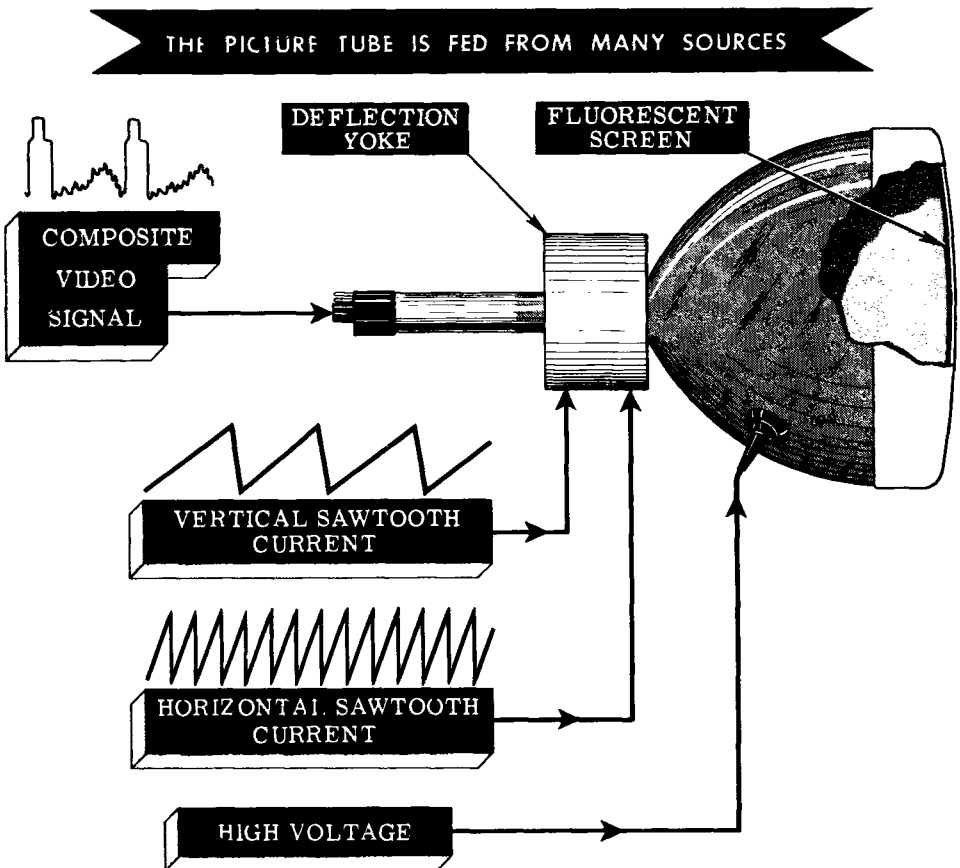 THE PICTURE TUBE IS FED FROM MANY SOURCES
DEFLECTION
YOKE
FLUORESCENT
SCREEN
COMPOSITE
VIDEO
SIGNAL
VERTICAL SAWTOOTH
CURRENT
HORIZONTAL SAWTOOTH
CURRENT
HIGH VOLTAGE